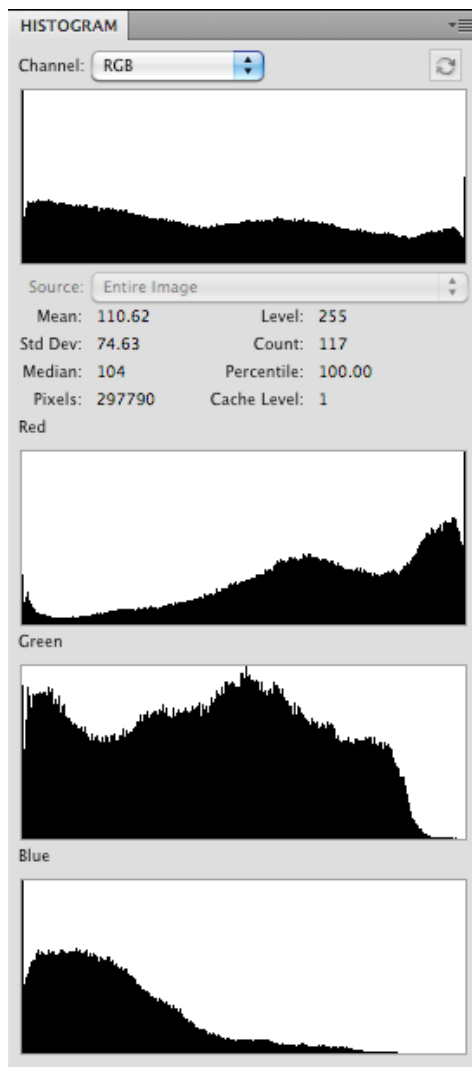 HISTOGRAM
Channel: RGB
Source: Entire Image
Mean: 110.62 Level: 255
Std Dev: 74.63 Count: 117
Median: 104 Percentile: 100.00
Pixels: 297790 Cache Level: 1
Red
Green
Blue